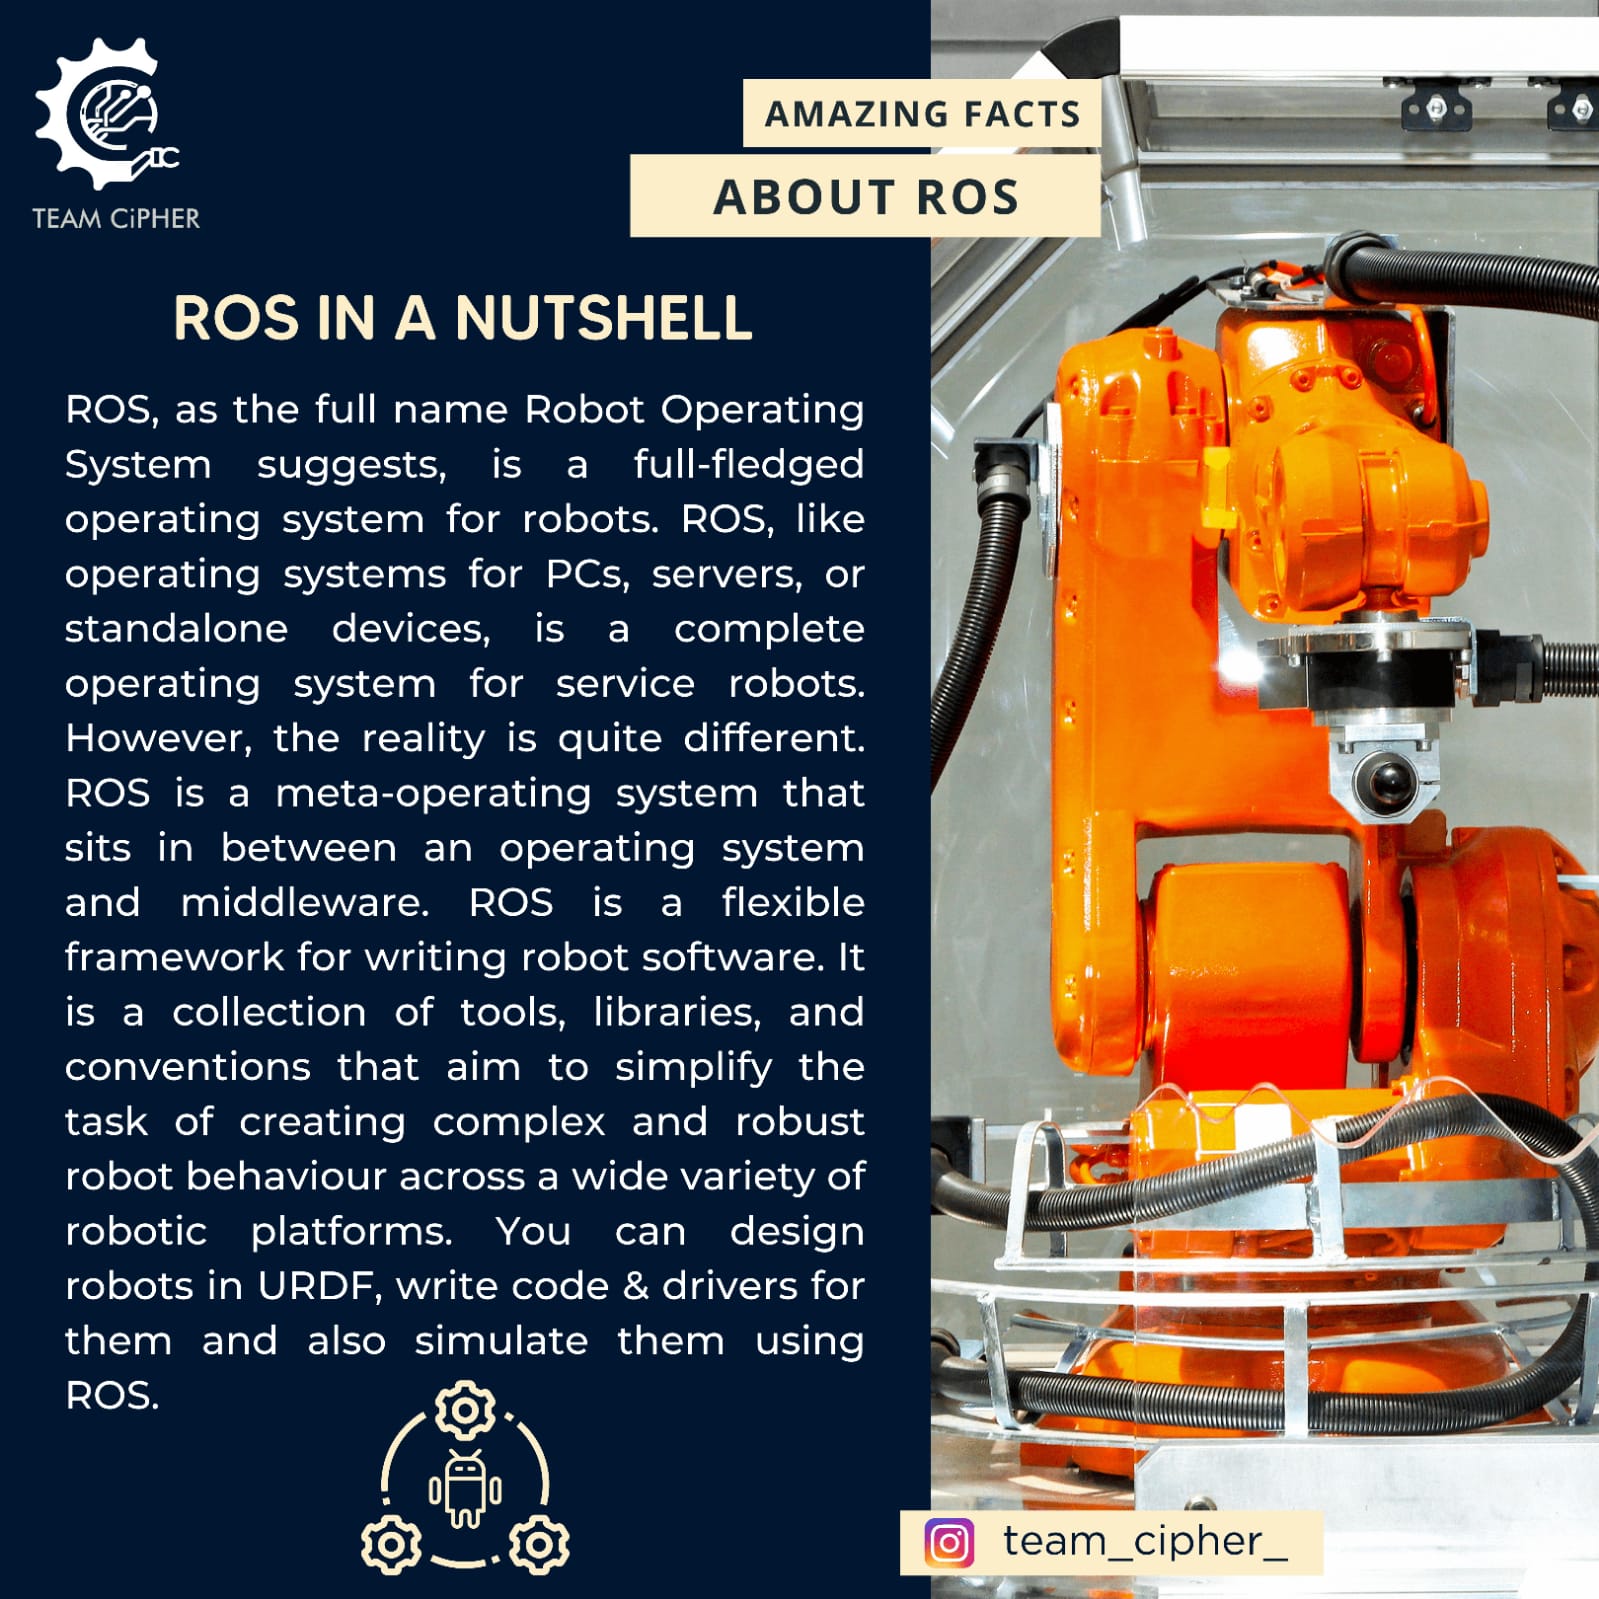 TEAM CiPHER
AMAZING FACTS
ABOUT ROS
ROS IN A NUTSHELL
ROS, as the full name Robot Operating
System suggests, is a full-fledged
operating system for robots. ROS, like
operating systems for PCs, servers, or
standalone devices, is a complete
operating system for service robots.
However, the reality is quite different.
ROS is a meta-operating system that
sits in between an operating system
and middleware. ROS is a flexible
framework for writing robot software. It
is a collection of tools, libraries, and
conventions that aim to simplify the
task of creating complex and robust
robot behaviour across a wide variety of
robotic platforms. You can design
robots in URDF, write code & drivers for
them and also simulate them using
ROS.
team_cipher_